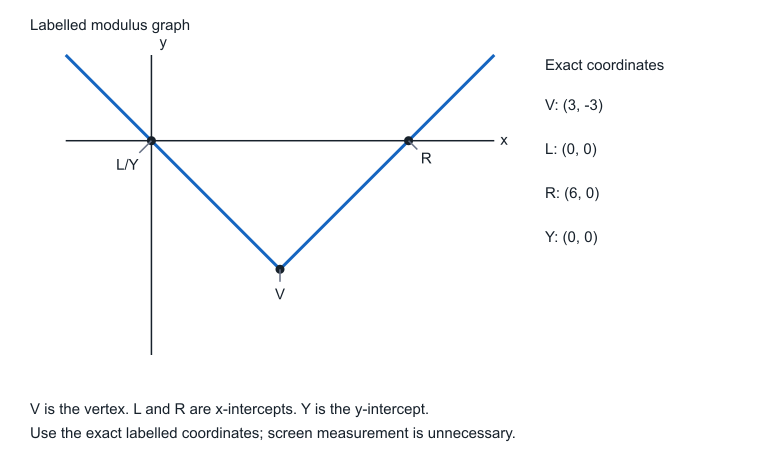 Labelled modulus graph
y
Exact coordinates
V: (3, -3)
x
L: (0, 0)
L/Y
R
R: (6, 0)
Y: (0, 0)
V
V is the vertex. L and R are x-intercepts. Y is the y-intercept.
Use the exact labelled coordinates; screen measurement is unnecessary.